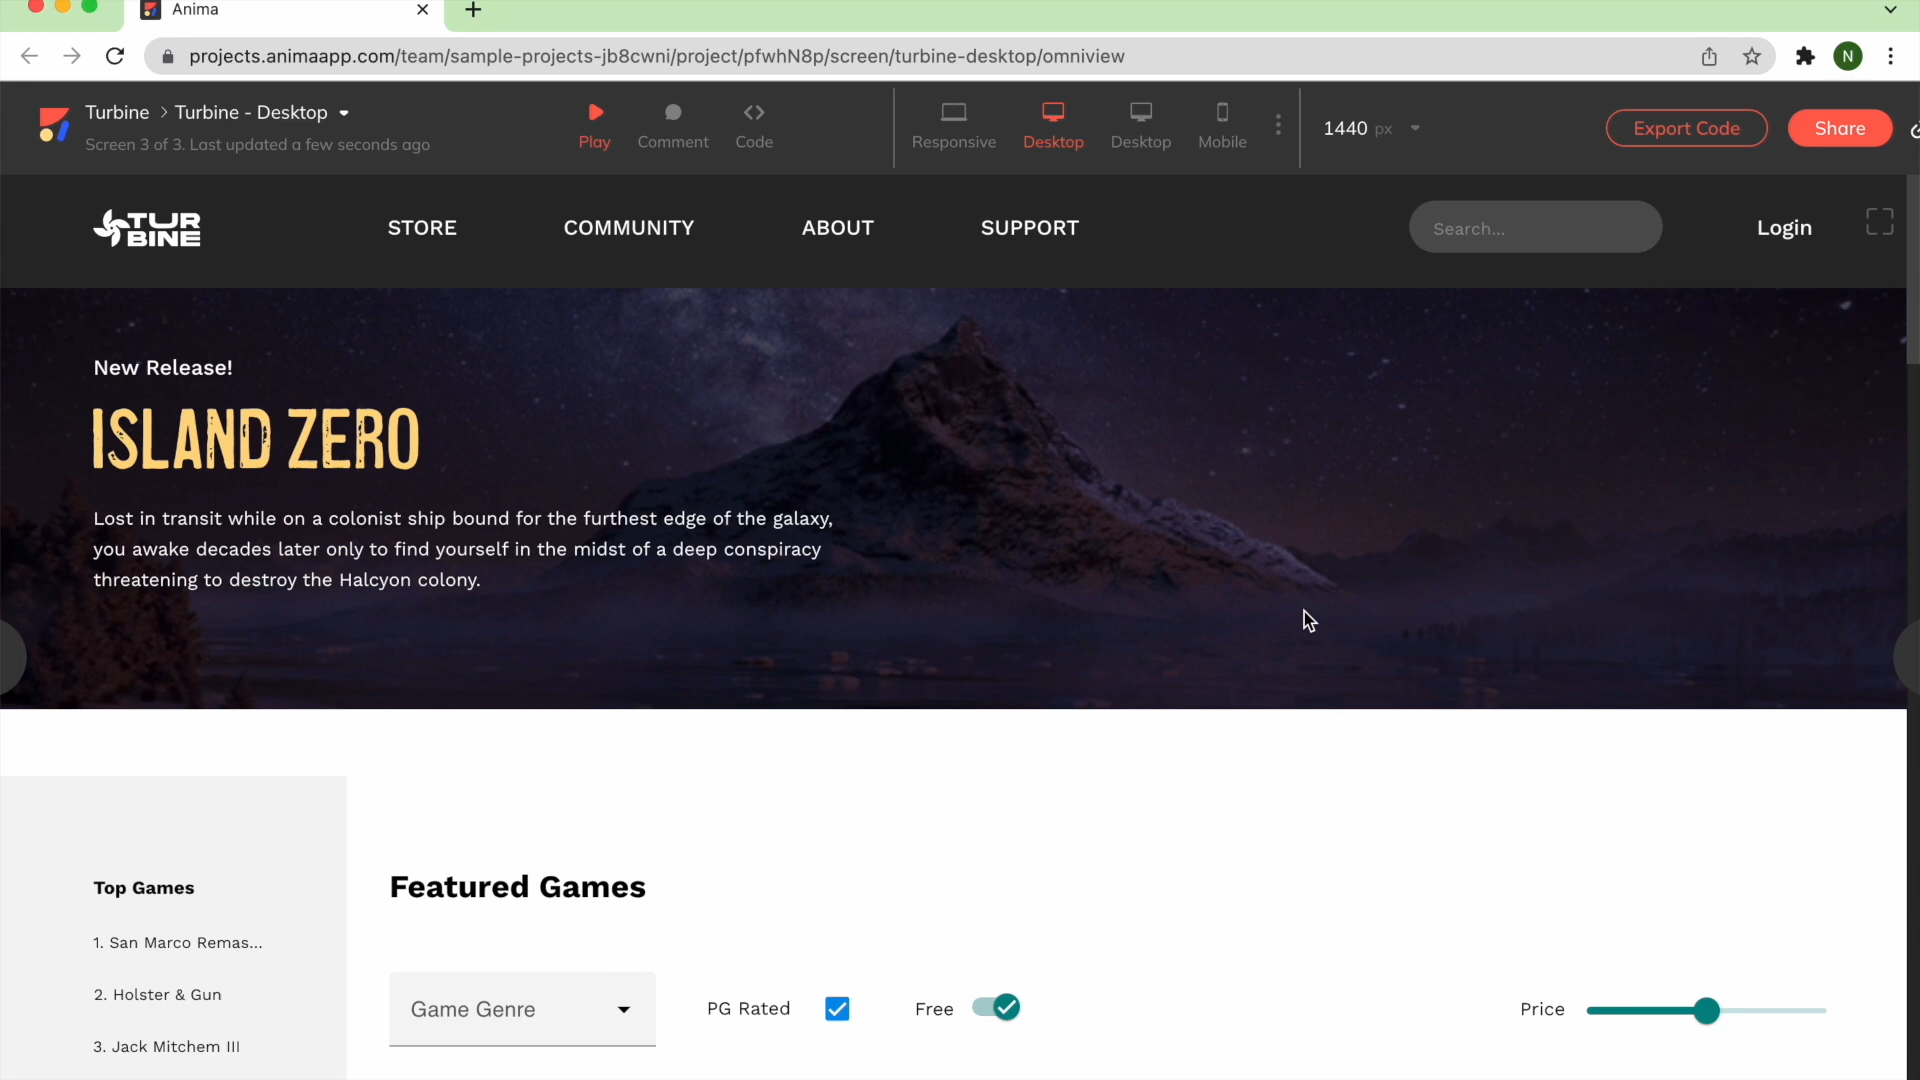 Anima
projects.animaapp.com/team/sample-projects-jb8cwni/project/pfwhN8p/screen/turbine-desktop/omniview
N
Turbine > Turbine - Desktop
Screen 3 of 3. Last updated a few seconds ago
Play
Comment
Code
Responsive
Desktop
Desktop
Mobile
1440 px
Export Code
Share
TUR
BINE
STORE
COMMUNITY
ABOUT
SUPPORT
Search...
Login
New Release!
ISLAND ZERO
Lost in transit while on a colonist ship bound for the furthest edge of the galaxy,
you awake decades later only to find yourself in the midst of a deep conspiracy
threatening to destroy the Halcyon colony.
Top Games
1. San Marco Remas...
2. Holster & Gun
3. Jack Mitchem III
Featured Games
Game Genre
PG Rated
Free
Price